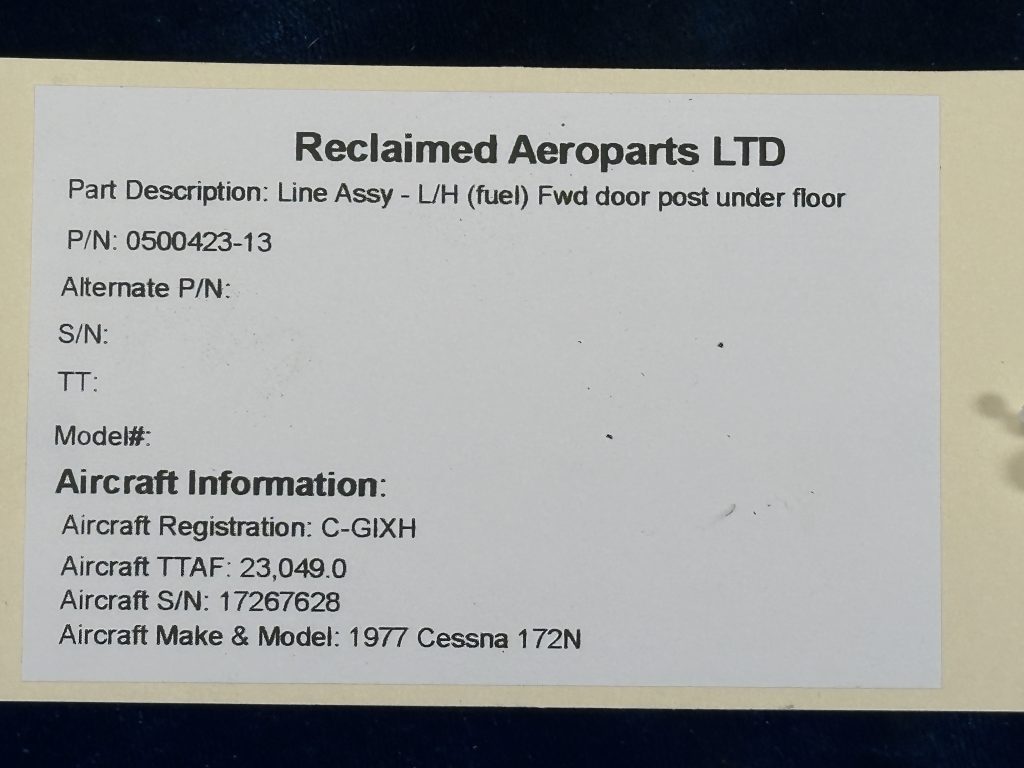 Reclaimed Aeroparts LTD
Part Description: Line Assy - L/H (fuel) Fwd door post under floor
P/N: 0500423-13
Alternate P/N:
S/N:
TT:
Model#:
Aircraft Information:
Aircraft Registration: C-GIXH
Aircraft TTAF: 23,049.0
Aircraft S/N: 17267628
Aircraft Make & Model: 1977 Cessna 172N